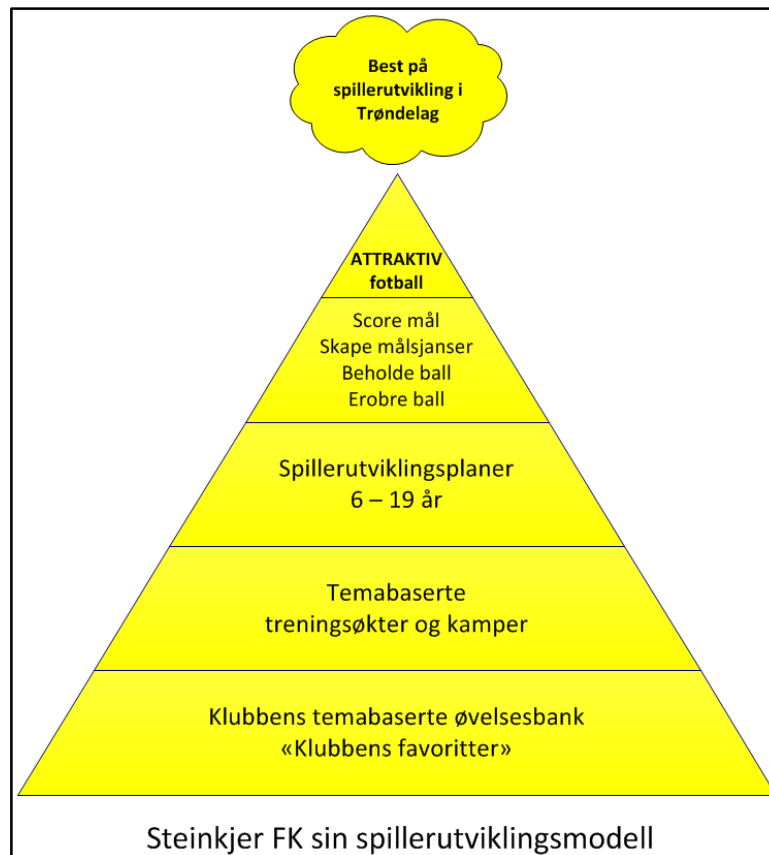 Best på
spillerutvikling i
Trøndelag
ATTRAKTIV
fotball
Score mål
Skape målsjanser
Beholde ball
Erobre ball
Spillerutviklingsplaner
6 – 19 år
Temabaserte
treningsøkter og kamper
Klubbens temabaserte øvelsesbank
«Klubbens favoritter»
Steinkjer FK sin spillerutviklingsmodell